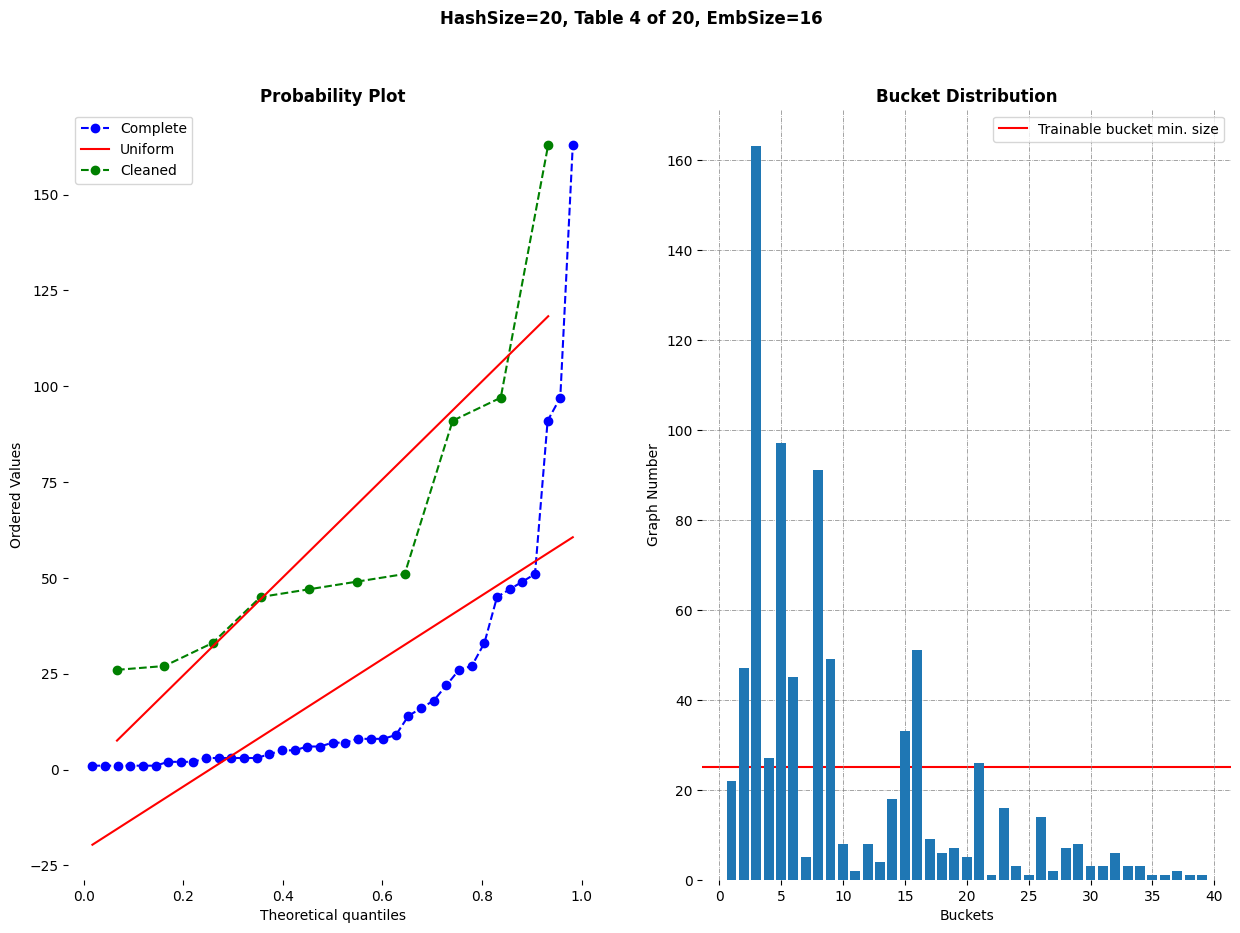 HashSize=20, Table 4 of 20, EmbSize=16
Probability Plot
Complete
Uniform
Cleaned
150
125
100
75
50
25
0
−25
0.0 0.2 0.4 0.6 0.8 1.0
Theoretical quantiles
Ordered Values
Bucket Distribution
Trainable bucket min. size
160
140
120
100
80
60
40
20
0
0 5 10 15 20 25 30 35 40
Buckets
Graph Number